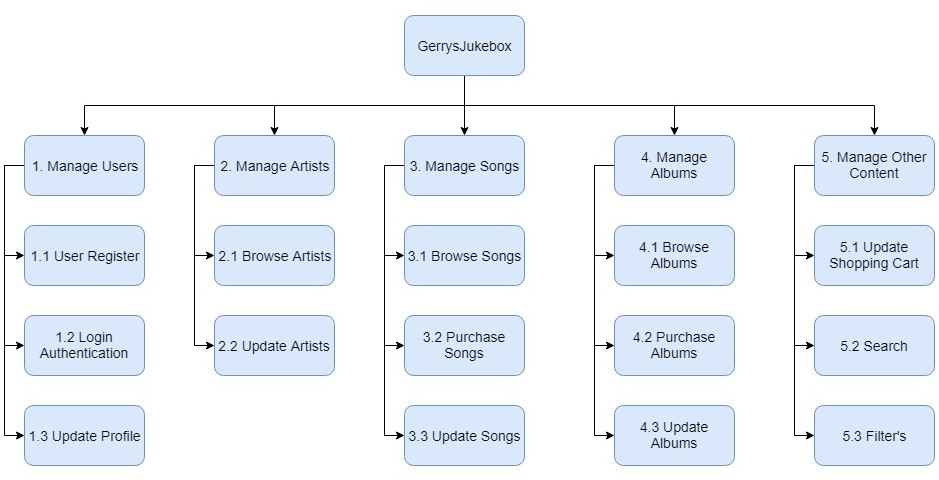 GerrysJukebox
1. Manage Users
2. Manage Artists
3. Manage Songs
4. Manage
Albums
5. Manage Other
Content
1.1 User Register
2.1 Browse Artists
3.1 Browse Songs
4.1 Browse
Albums
5.1 Update
Shopping Cart
1.2 Login
Authentication
2.2 Update Artists
3.2 Purchase
Songs
4.2 Purchase
Albums
5.2 Search
1.3 Update Profile
3.3 Update Songs
4.3 Update
Albums
5.3 Filter's